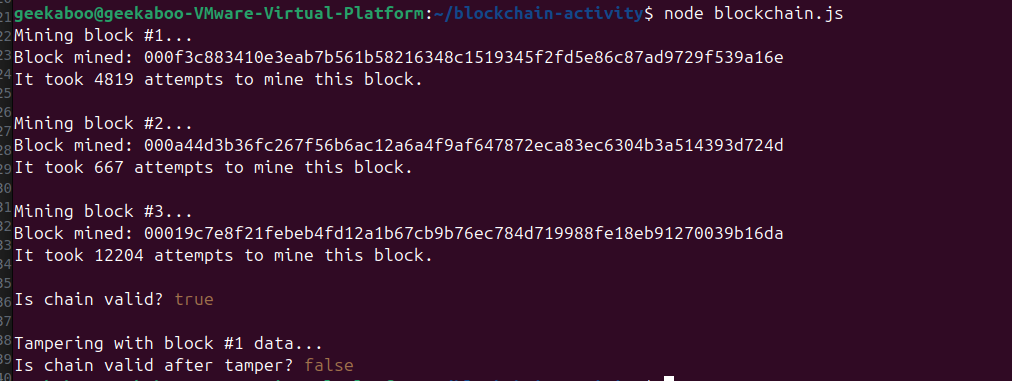 geekaboo@geekaboo-VMware-Virtual-Platform:~/blockchain-activity$ node blockchain.js
Mining block #1...
Block mined: 000f3c883410e3eab7b561b58216348c1519345f2fd5e86c87ad9729f539a16e
It took 4819 attempts to mine this block.
Mining block #2...
Block mined: 000a44d3b36fc267f56b6ac12a6a4f9af647872eca83ec6304b3a514393d724d
It took 667 attempts to mine this block.
Mining block #3...
Block mined: 00019c7e8f21febeb4fd12a1b67cb9b76ec784d719988fe18eb91270039b16da
It took 12204 attempts to mine this block.
Is chain valid? true
Tampering with block #1 data...
Is chain valid after tamper? false